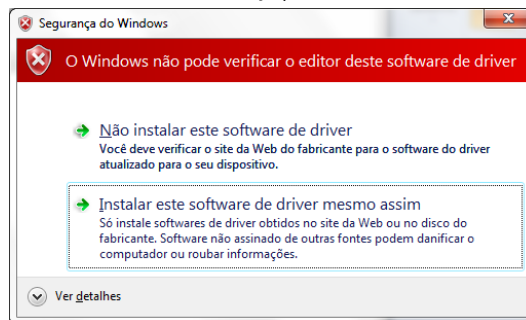 Segurança do Windows
O Windows não pode verificar o editor deste software de driver
Não instalar este software de driver
Você deve verificar o site da Web do fabricante para o software do driver
atualizado para o seu dispositivo.
Instalar este software de driver mesmo assim
Só instale softwares de driver obtidos no site da Web ou no disco do
fabricante. Software não assinado de outras fontes podem danificar o
computador ou roubar informações.
Ver detalhes